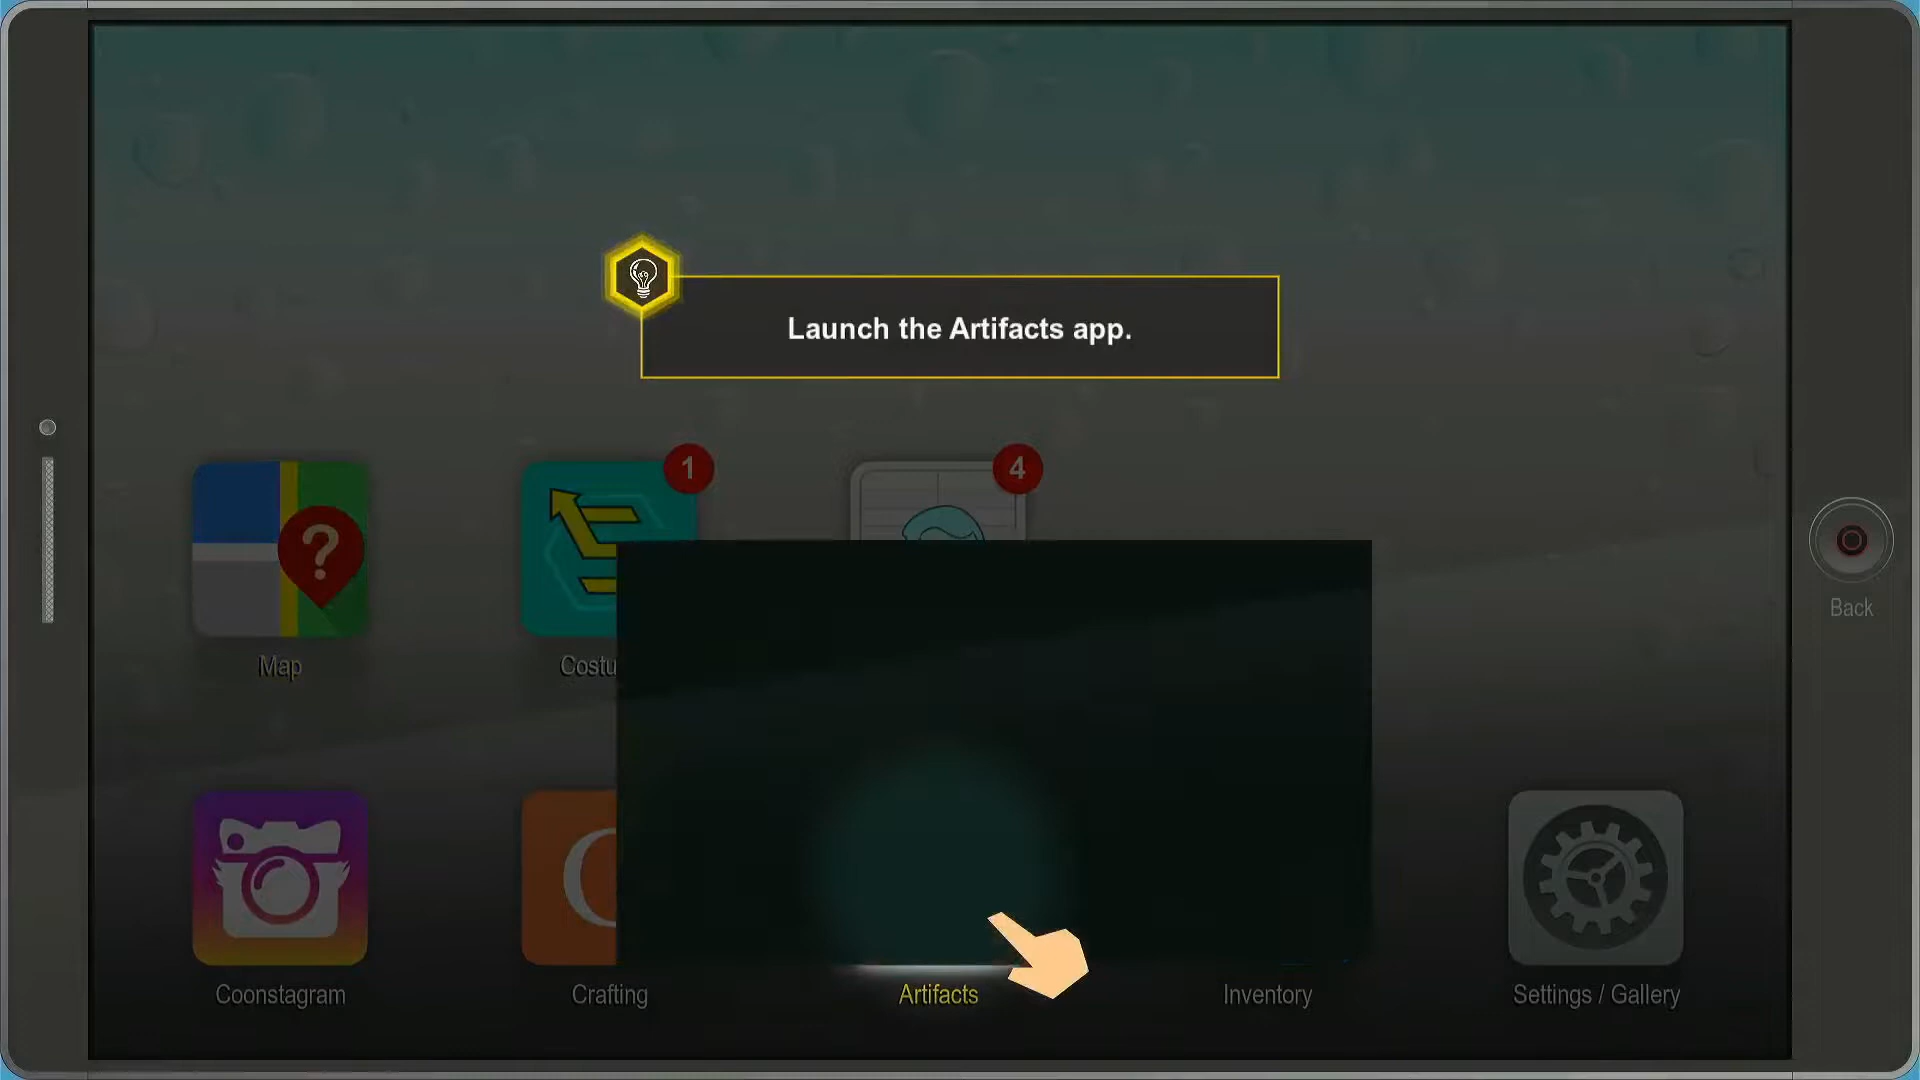 Launch the Artifacts app.
1
4
?
Map
Costu
Back
C
Coonstagram
Crafting
Artifacts
Inventory
Settings / Gallery